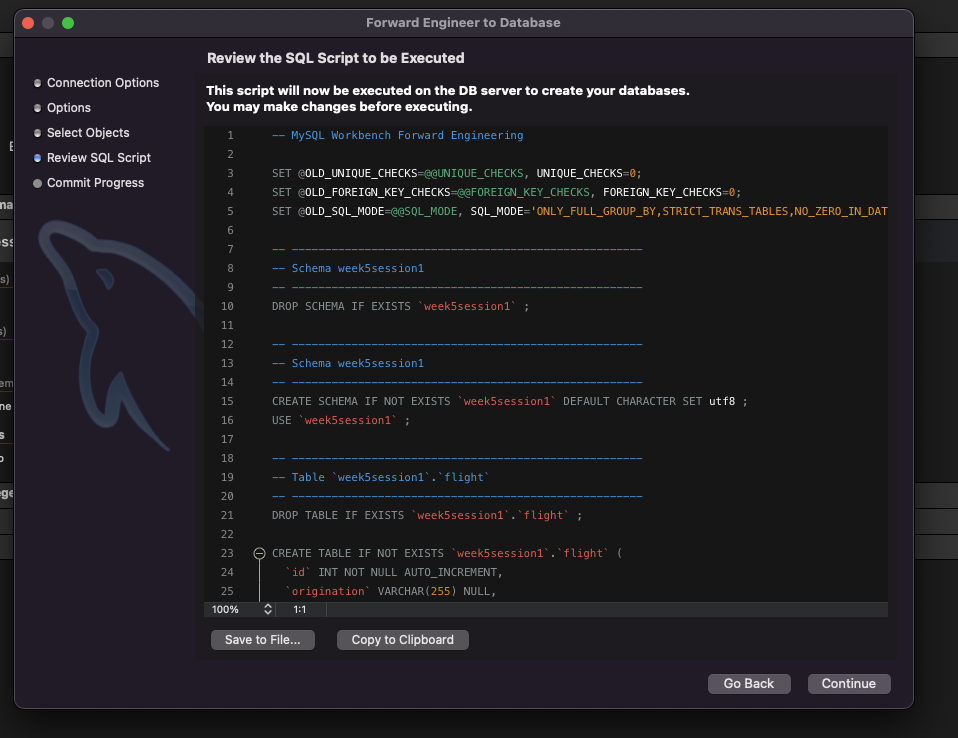 Forward Engineer to Database
Review the SQL Script to be Executed
Connection Options
Options
Select Objects
Review SQL Script
Commit Progress
This script will now be executed on the DB server to create your databases.
You may make changes before executing.
1 -- MySQL Workbench Forward Engineering
2
3 SET @OLD_UNIQUE_CHECKS=@@UNIQUE_CHECKS, UNIQUE_CHECKS=0;
4 SET @OLD_FOREIGN_KEY_CHECKS=@@FOREIGN_KEY_CHECKS, FOREIGN_KEY_CHECKS=0;
5 SET @OLD_SQL_MODE=@@SQL_MODE, SQL_MODE='ONLY_FULL_GROUP_BY,STRICT_TRANS_TABLES,NO_ZERO_IN_DAT
6
7 -- -----------------------------------------------------
8 -- Schema week5session1
9 -- -----------------------------------------------------
10 DROP SCHEMA IF EXISTS `week5session1` ;
11
12 -- -----------------------------------------------------
13 -- Schema week5session1
14 -- -----------------------------------------------------
15 CREATE SCHEMA IF NOT EXISTS `week5session1` DEFAULT CHARACTER SET utf8 ;
16 USE `week5session1` ;
17
18 -- -----------------------------------------------------
19 -- Table `week5session1`.`flight`
20 -- -----------------------------------------------------
21 DROP TABLE IF EXISTS `week5session1`.`flight` ;
22
23 CREATE TABLE IF NOT EXISTS `week5session1`.`flight` (
24 `id` INT NOT NULL AUTO_INCREMENT,
25 `origination` VARCHAR(255) NULL,
100% 1:1
Save to File... Copy to Clipboard
Go Back Continue